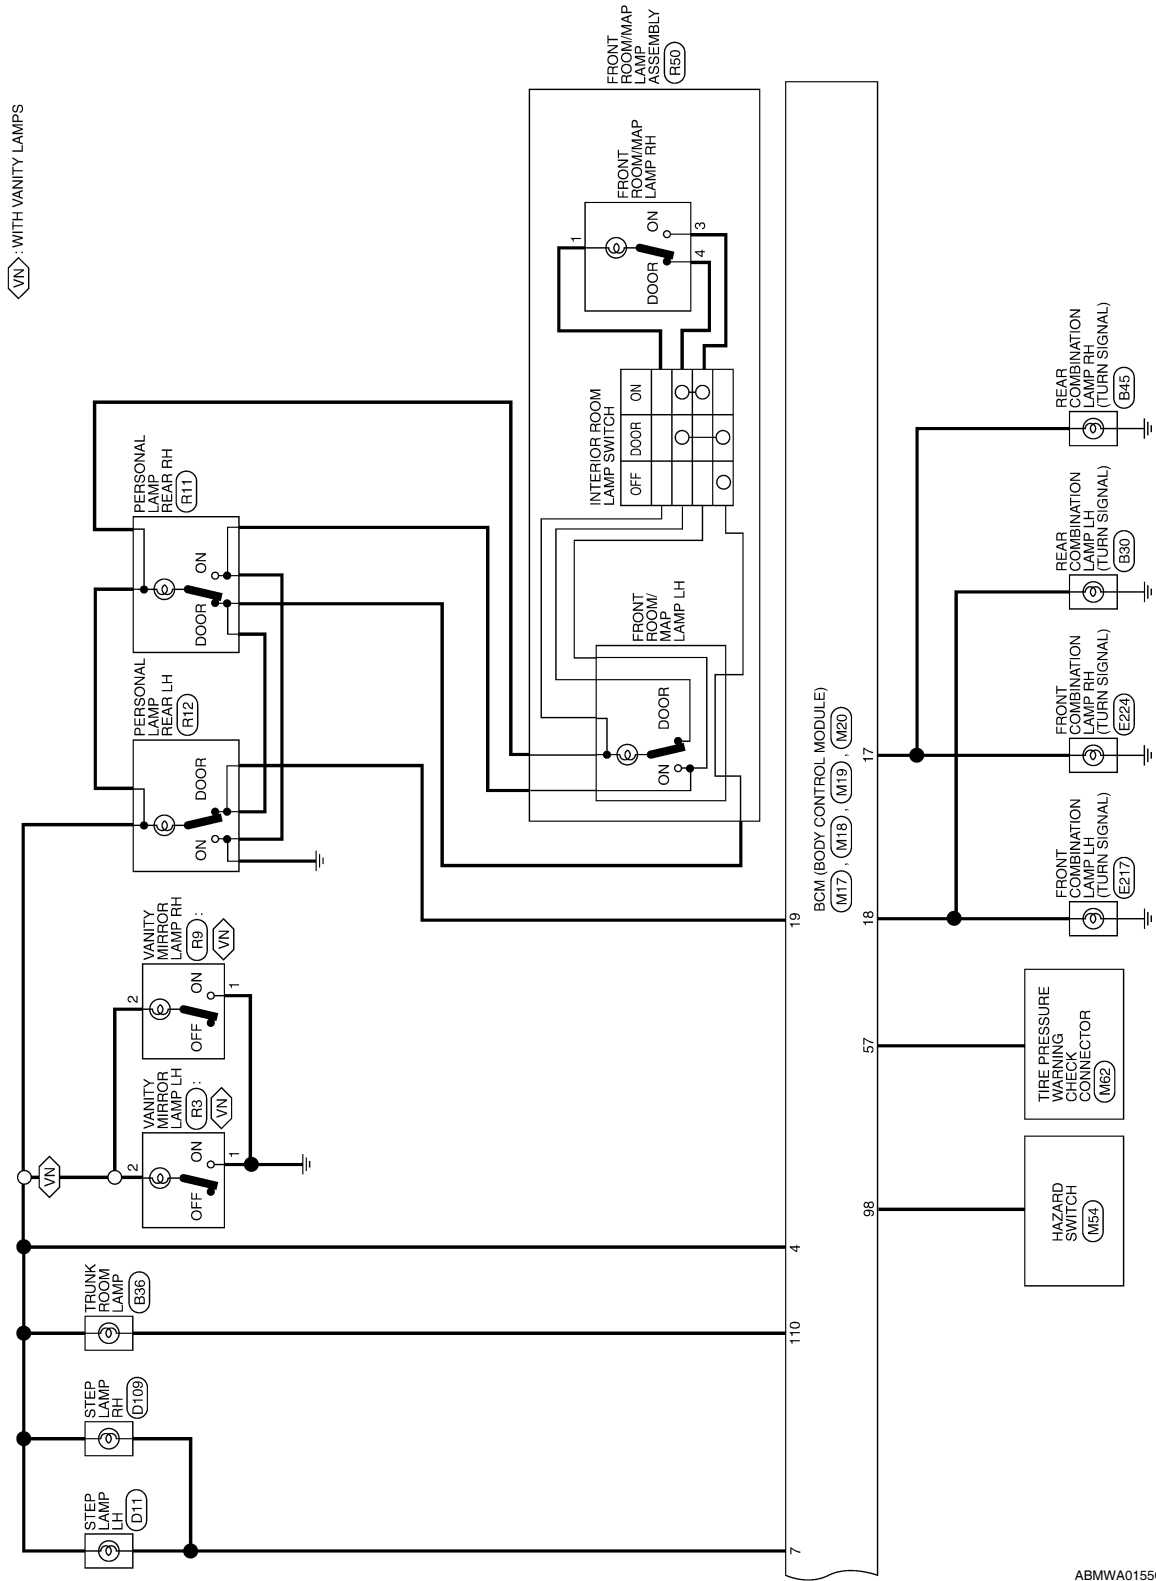 VN : WITH VANITY LAMPS
STEP
LAMP
LH
D11
STEP
LAMP
RH
D109
TRUNK
ROOM
LAMP
B36
VN
VANITY
MIRROR
LAMP LH
R3 :
VN
2
OFF
ON
1
VANITY
MIRROR
LAMP RH
R9 :
VN
2
OFF
ON
1
PERSONAL
LAMP
REAR LH
R12
ON
DOOR
PERSONAL
LAMP
REAR RH
R11
DOOR
ON
FRONT
ROOM/MAP
LAMP
ASSEMBLY
R50
FRONT
ROOM/
MAP
LAMP LH
ON
DOOR
INTERIOR ROOM
LAMP SWITCH
OFF
DOOR
ON
FRONT
ROOM/MAP
LAMP RH
1
DOOR
ON
4
3
7
110
4
19
BCM (BODY CONTROL MODULE)
M17 , M18 , M19 , M20
98
57
18
17
HAZARD
SWITCH
M54
TIRE PRESSURE
WARNING
CHECK
CONNECTOR
M62
FRONT
COMBINATION
LAMP LH
(TURN SIGNAL)
E217
FRONT
COMBINATION
LAMP RH
(TURN SIGNAL)
E224
REAR
COMBINATION
LAMP LH
(TURN SIGNAL)
B30
REAR
COMBINATION
LAMP RH
(TURN SIGNAL)
B45